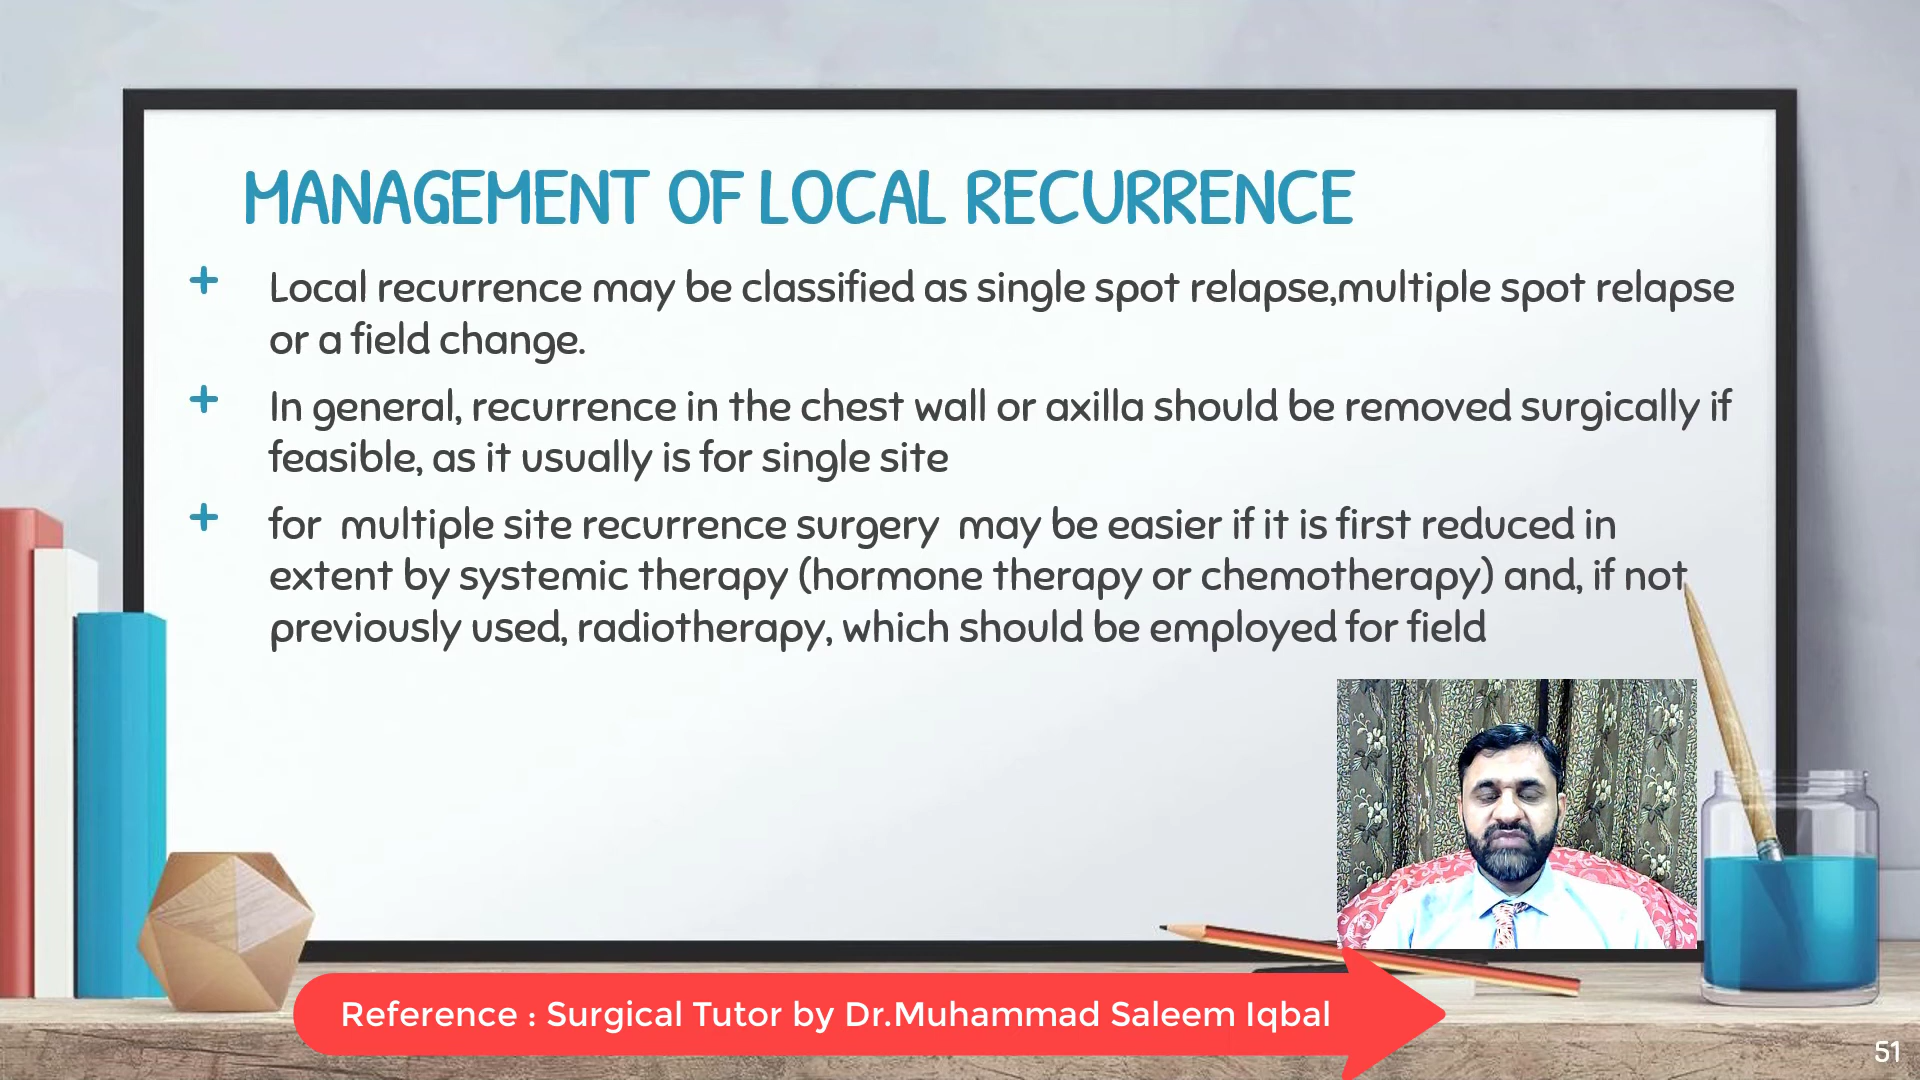 MANAGEMENT OF LOCAL RECURRENCE
+ Local recurrence may be classified as single spot relapse,multiple spot relapse
or a field change.
+ In general, recurrence in the chest wall or axilla should be removed surgically if
feasible, as it usually is for single site
+ for multiple site recurrence surgery may be easier if it is first reduced in
extent by systemic therapy (hormone therapy or chemotherapy) and, if not
previously used, radiotherapy, which should be employed for field
Reference : Surgical Tutor by Dr.Muhammad Saleem Iqbal
51